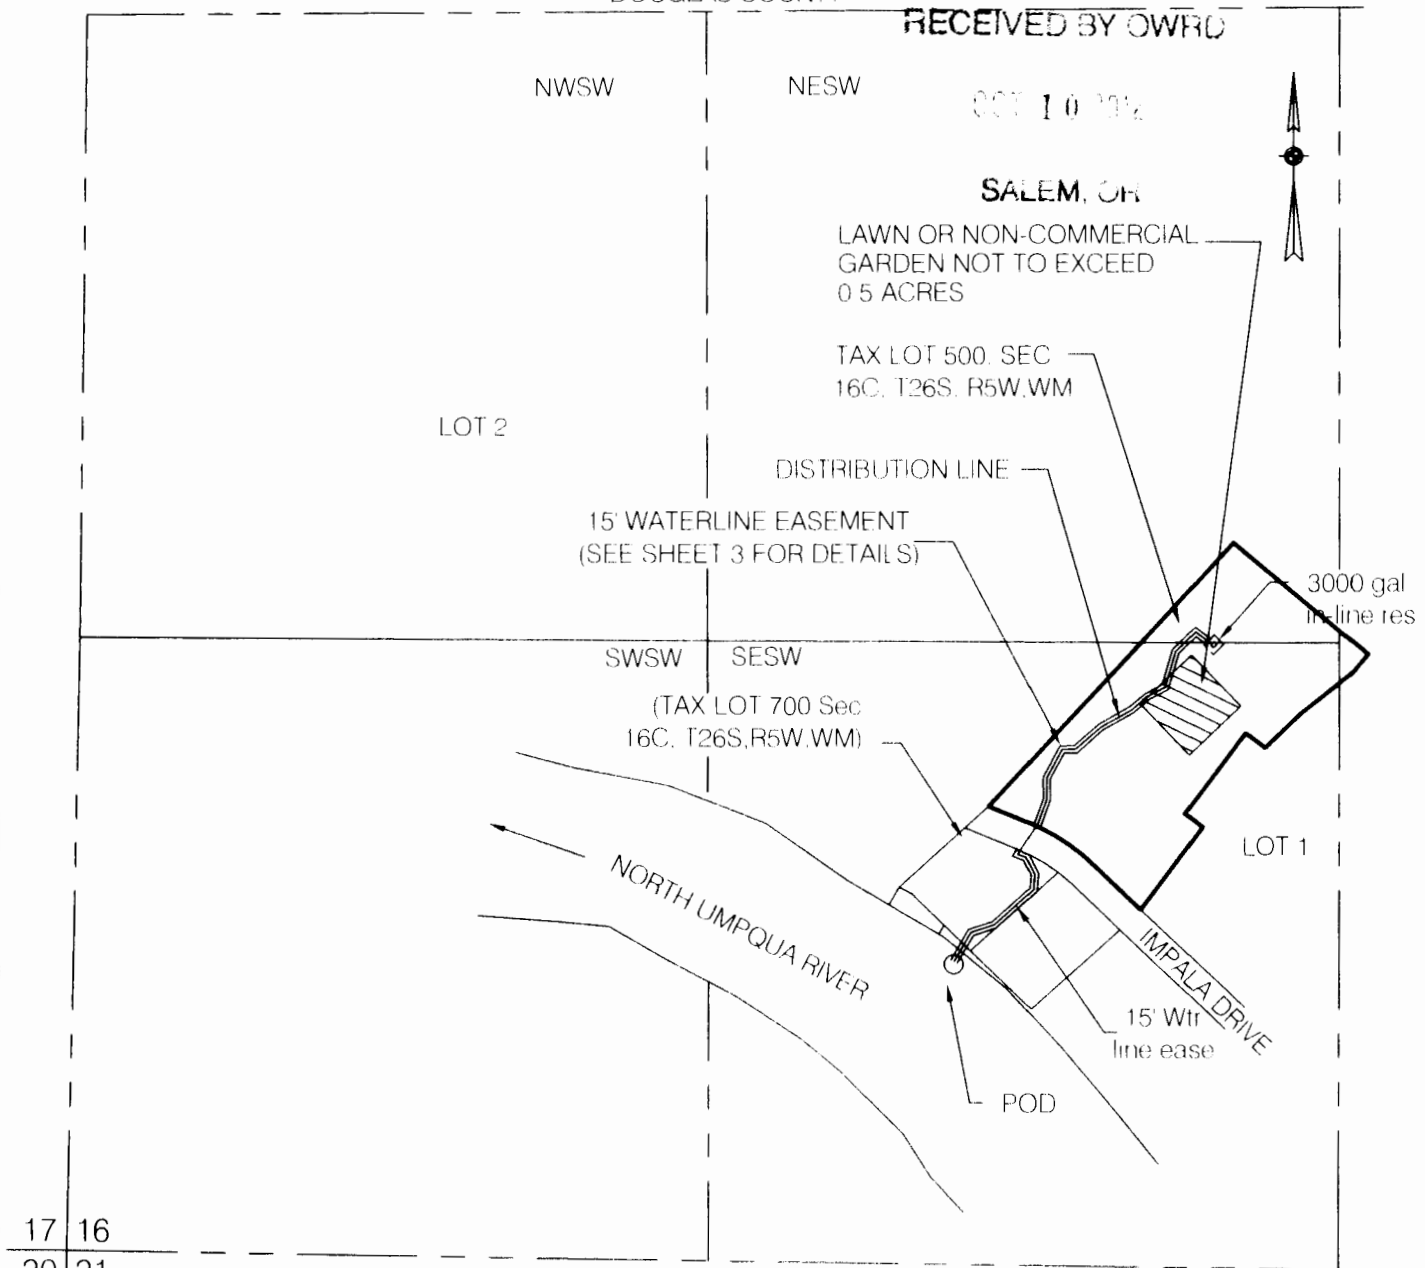 RECEIVED BY OWRD
NWSW
NESW
OCT 10
SALEM, OR
LAWN OR NON-COMMERCIAL
GARDEN NOT TO EXCEED
0 5 ACRES
TAX LOT 500. SEC
16C, T26S, R5W,WM
LOT 2
DISTRIBUTION LINE
15' WATERLINE EASEMENT
(SEE SHEET 3 FOR DETAILS)
3000 gal
in-line res
SWSW
SESW
(TAX LOT 700 Sec
16C, T26S,R5W,WM)
LOT 1
NORTH UMPQUA RIVER
IMPALA DRIVE
15' Wtr
line ease
POD
17 16
20 21